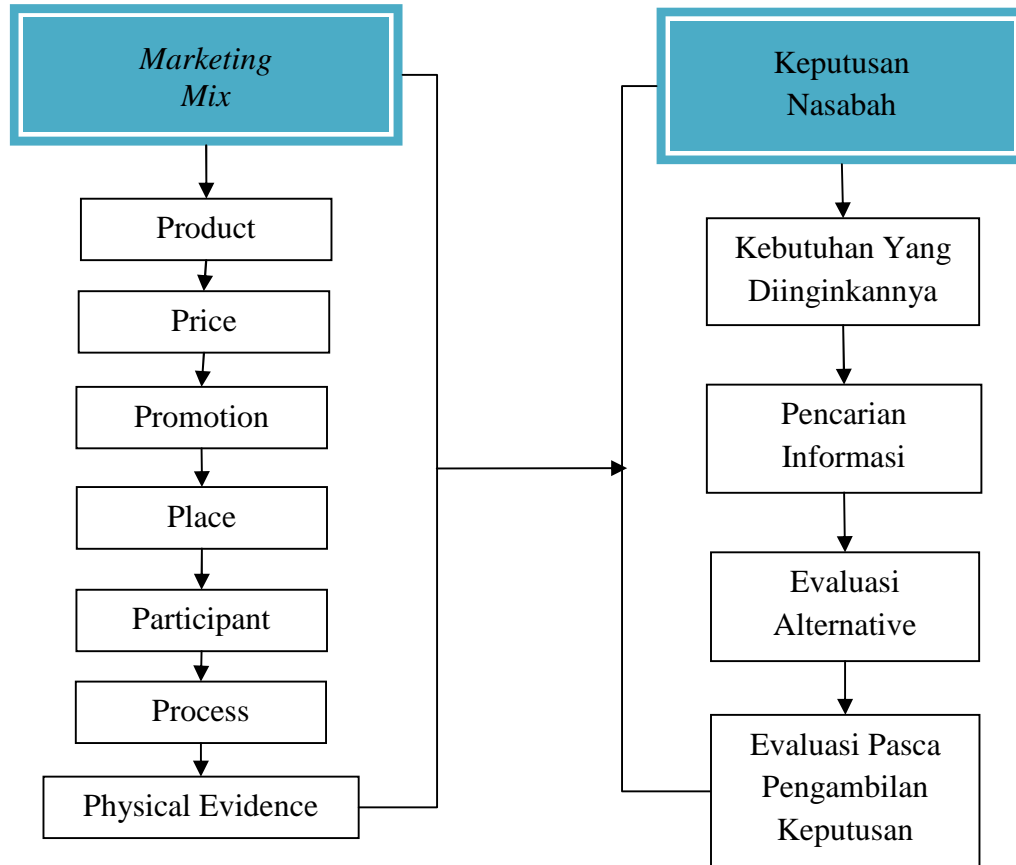 Marketing
Mix
Product
Price
Promotion
Place
Participant
Process
Physical Evidence
Keputusan
Nasabah
Kebutuhan Yang
Diinginkannya
Pencarian
Informasi
Evaluasi
Alternative
Evaluasi Pasca
Pengambilan
Keputusan